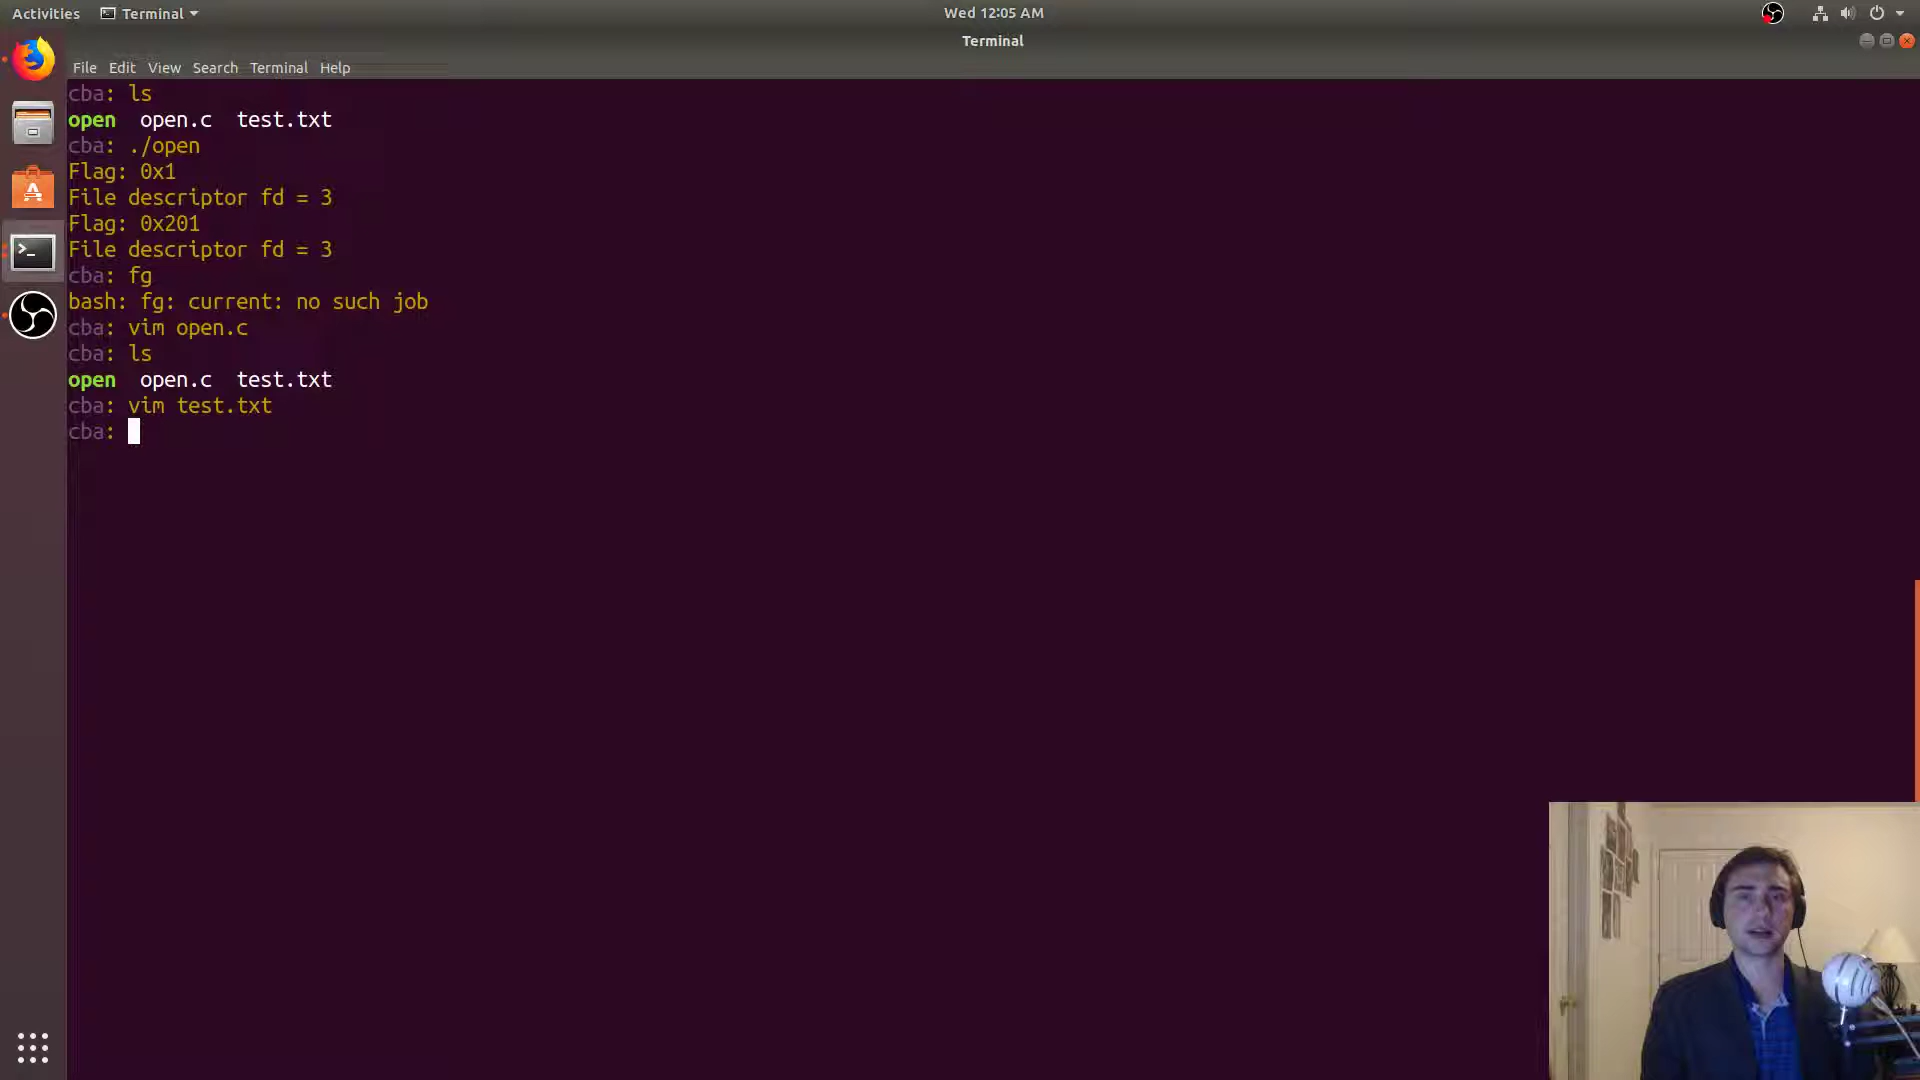 Activities Terminal Wed 12:05 AM
Terminal
File Edit View Search Terminal Help
cba: ls
open open.c test.txt
cba: ./open
Flag: 0x1
File descriptor fd = 3
Flag: 0x201
File descriptor fd = 3
cba: fg
bash: fg: current: no such job
cba: vim open.c
cba: ls
open open.c test.txt
cba: vim test.txt
cba: